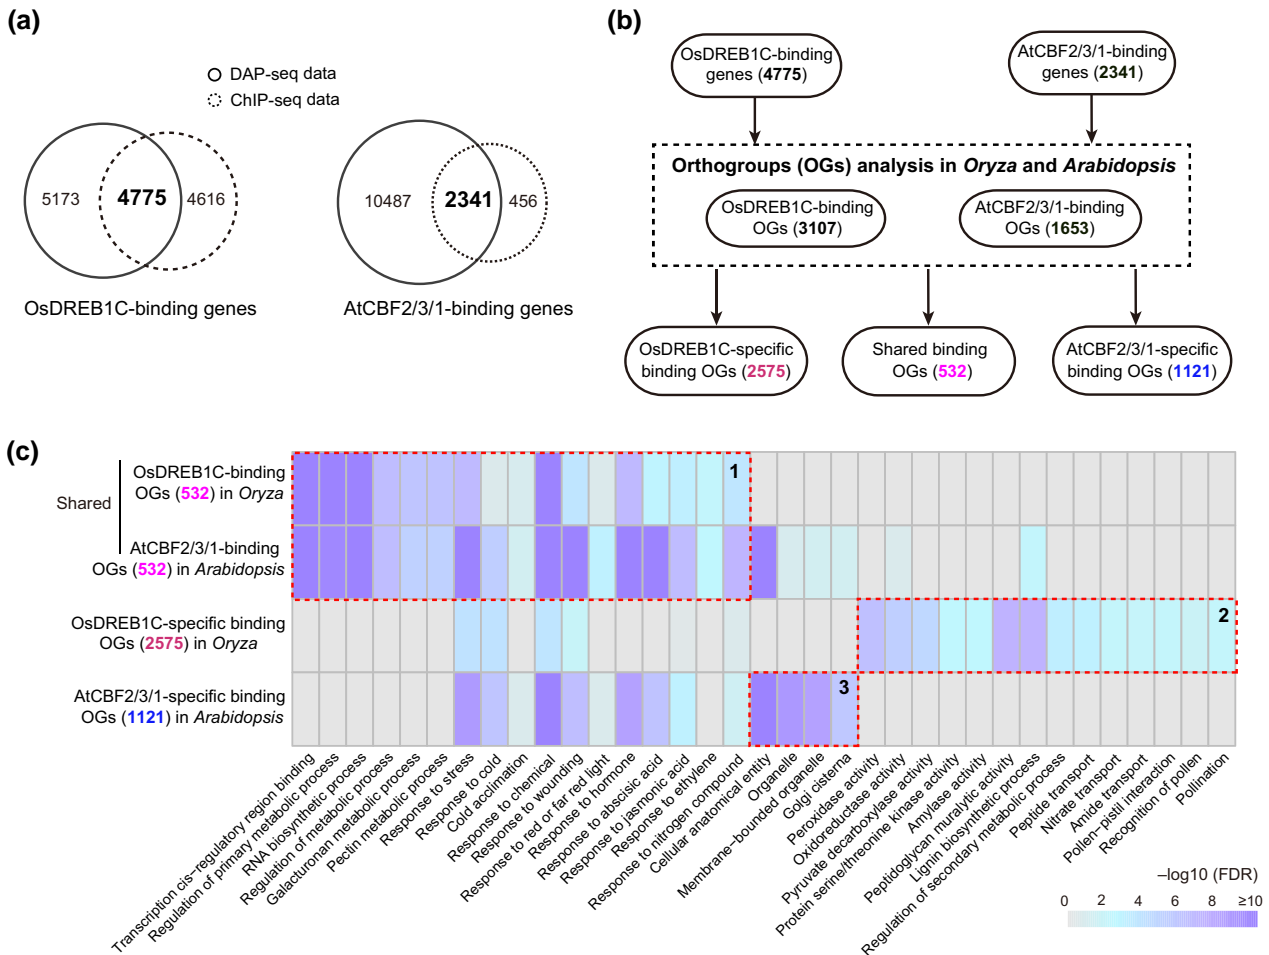 (a)
DAP-seq data
ChIP-seq data
5173
4775
4616
10487
2341
456
OsDREB1C-binding genes
AtCBF2/3/1-binding genes
(b)
OsDREB1C-binding
genes (4775)
AtCBF2/3/1-binding
genes (2341)
Orthogroups (OGs) analysis in Oryza and Arabidopsis
OsDREB1C-binding
OGs (3107)
AtCBF2/3/1-binding
OGs (1653)
OsDREB1C-specific
binding OGs (2575)
Shared binding
OGs (532)
AtCBF2/3/1-specific
binding OGs (1121)
(c)
Shared
OsDREB1C-binding
OGs (532) in Oryza
AtCBF2/3/1-binding
OGs (532) in Arabidopsis
OsDREB1C-specific binding
OGs (2575) in Oryza
AtCBF2/3/1-specific binding
OGs (1121) in Arabidopsis
1
2
3
Transcription cis−regulatory region binding
Regulation of primary metabolic process
RNA biosynthetic process
Regulation of metabolic process
Galacturonan metabolic process
Pectin metabolic process
Response to stress
Response to cold
Cold acclimation
Response to chemical
Response to wounding
Response to red or far red light
Response to hormone
Response to abscisic acid
Response to jasmonic acid
Response to ethylene
Response to nitrogen compound
Cellular anatomical entity
Organelle
Membrane−bounded organelle
Golgi cisterna
Peroxidase activity
Oxidoreductase activity
Pyruvate decarboxylase activity
Protein serine/threonine kinase activity
Amylase activity
Peptidoglycan muralytic activity
Lignin biosynthetic process
Regulation of secondary metabolic process
Peptide transport
Nitrate transport
Amide transport
Pollen−pistil interaction
Recognition of pollen
Pollination
−log10 (FDR)
0 2 4 6 8 ≥10